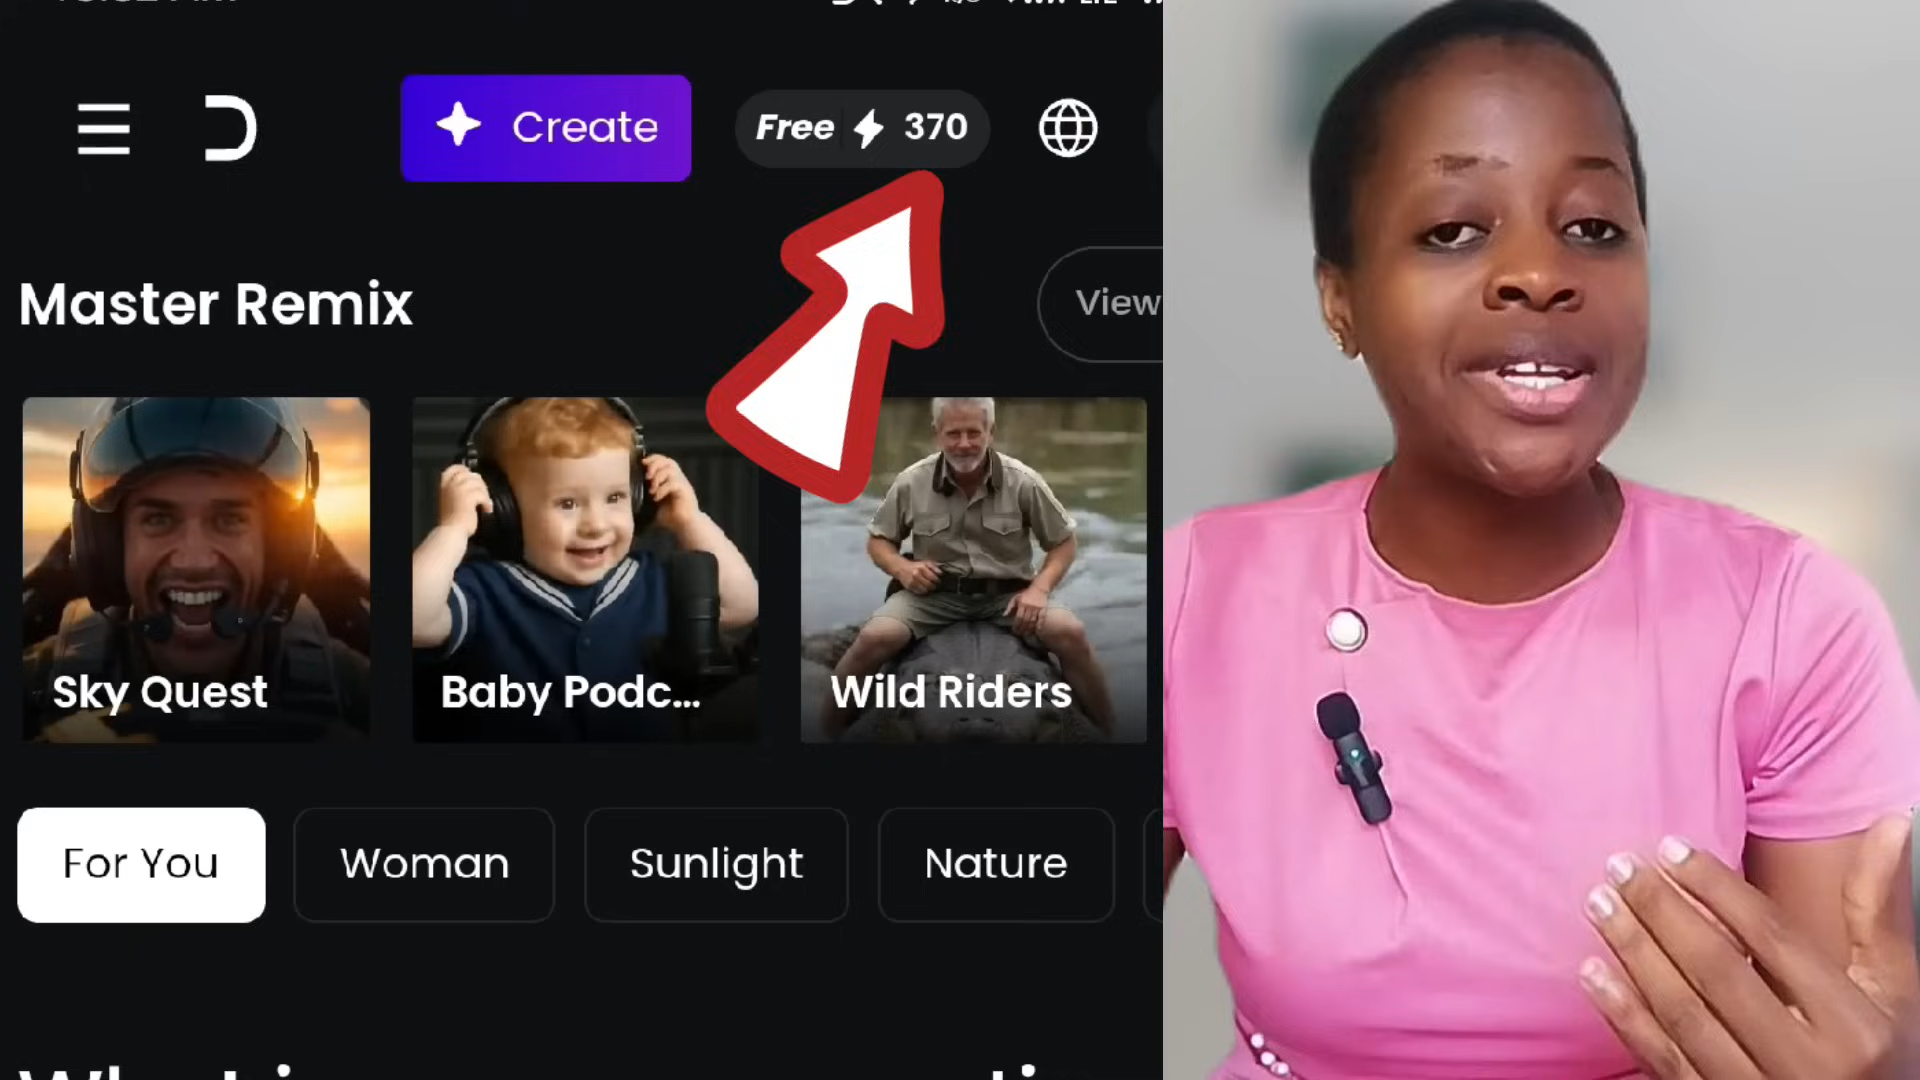 Create
Free 370
Master Remix
View
Sky Quest
Baby Podc...
Wild Riders
For You
Woman
Sunlight
Nature